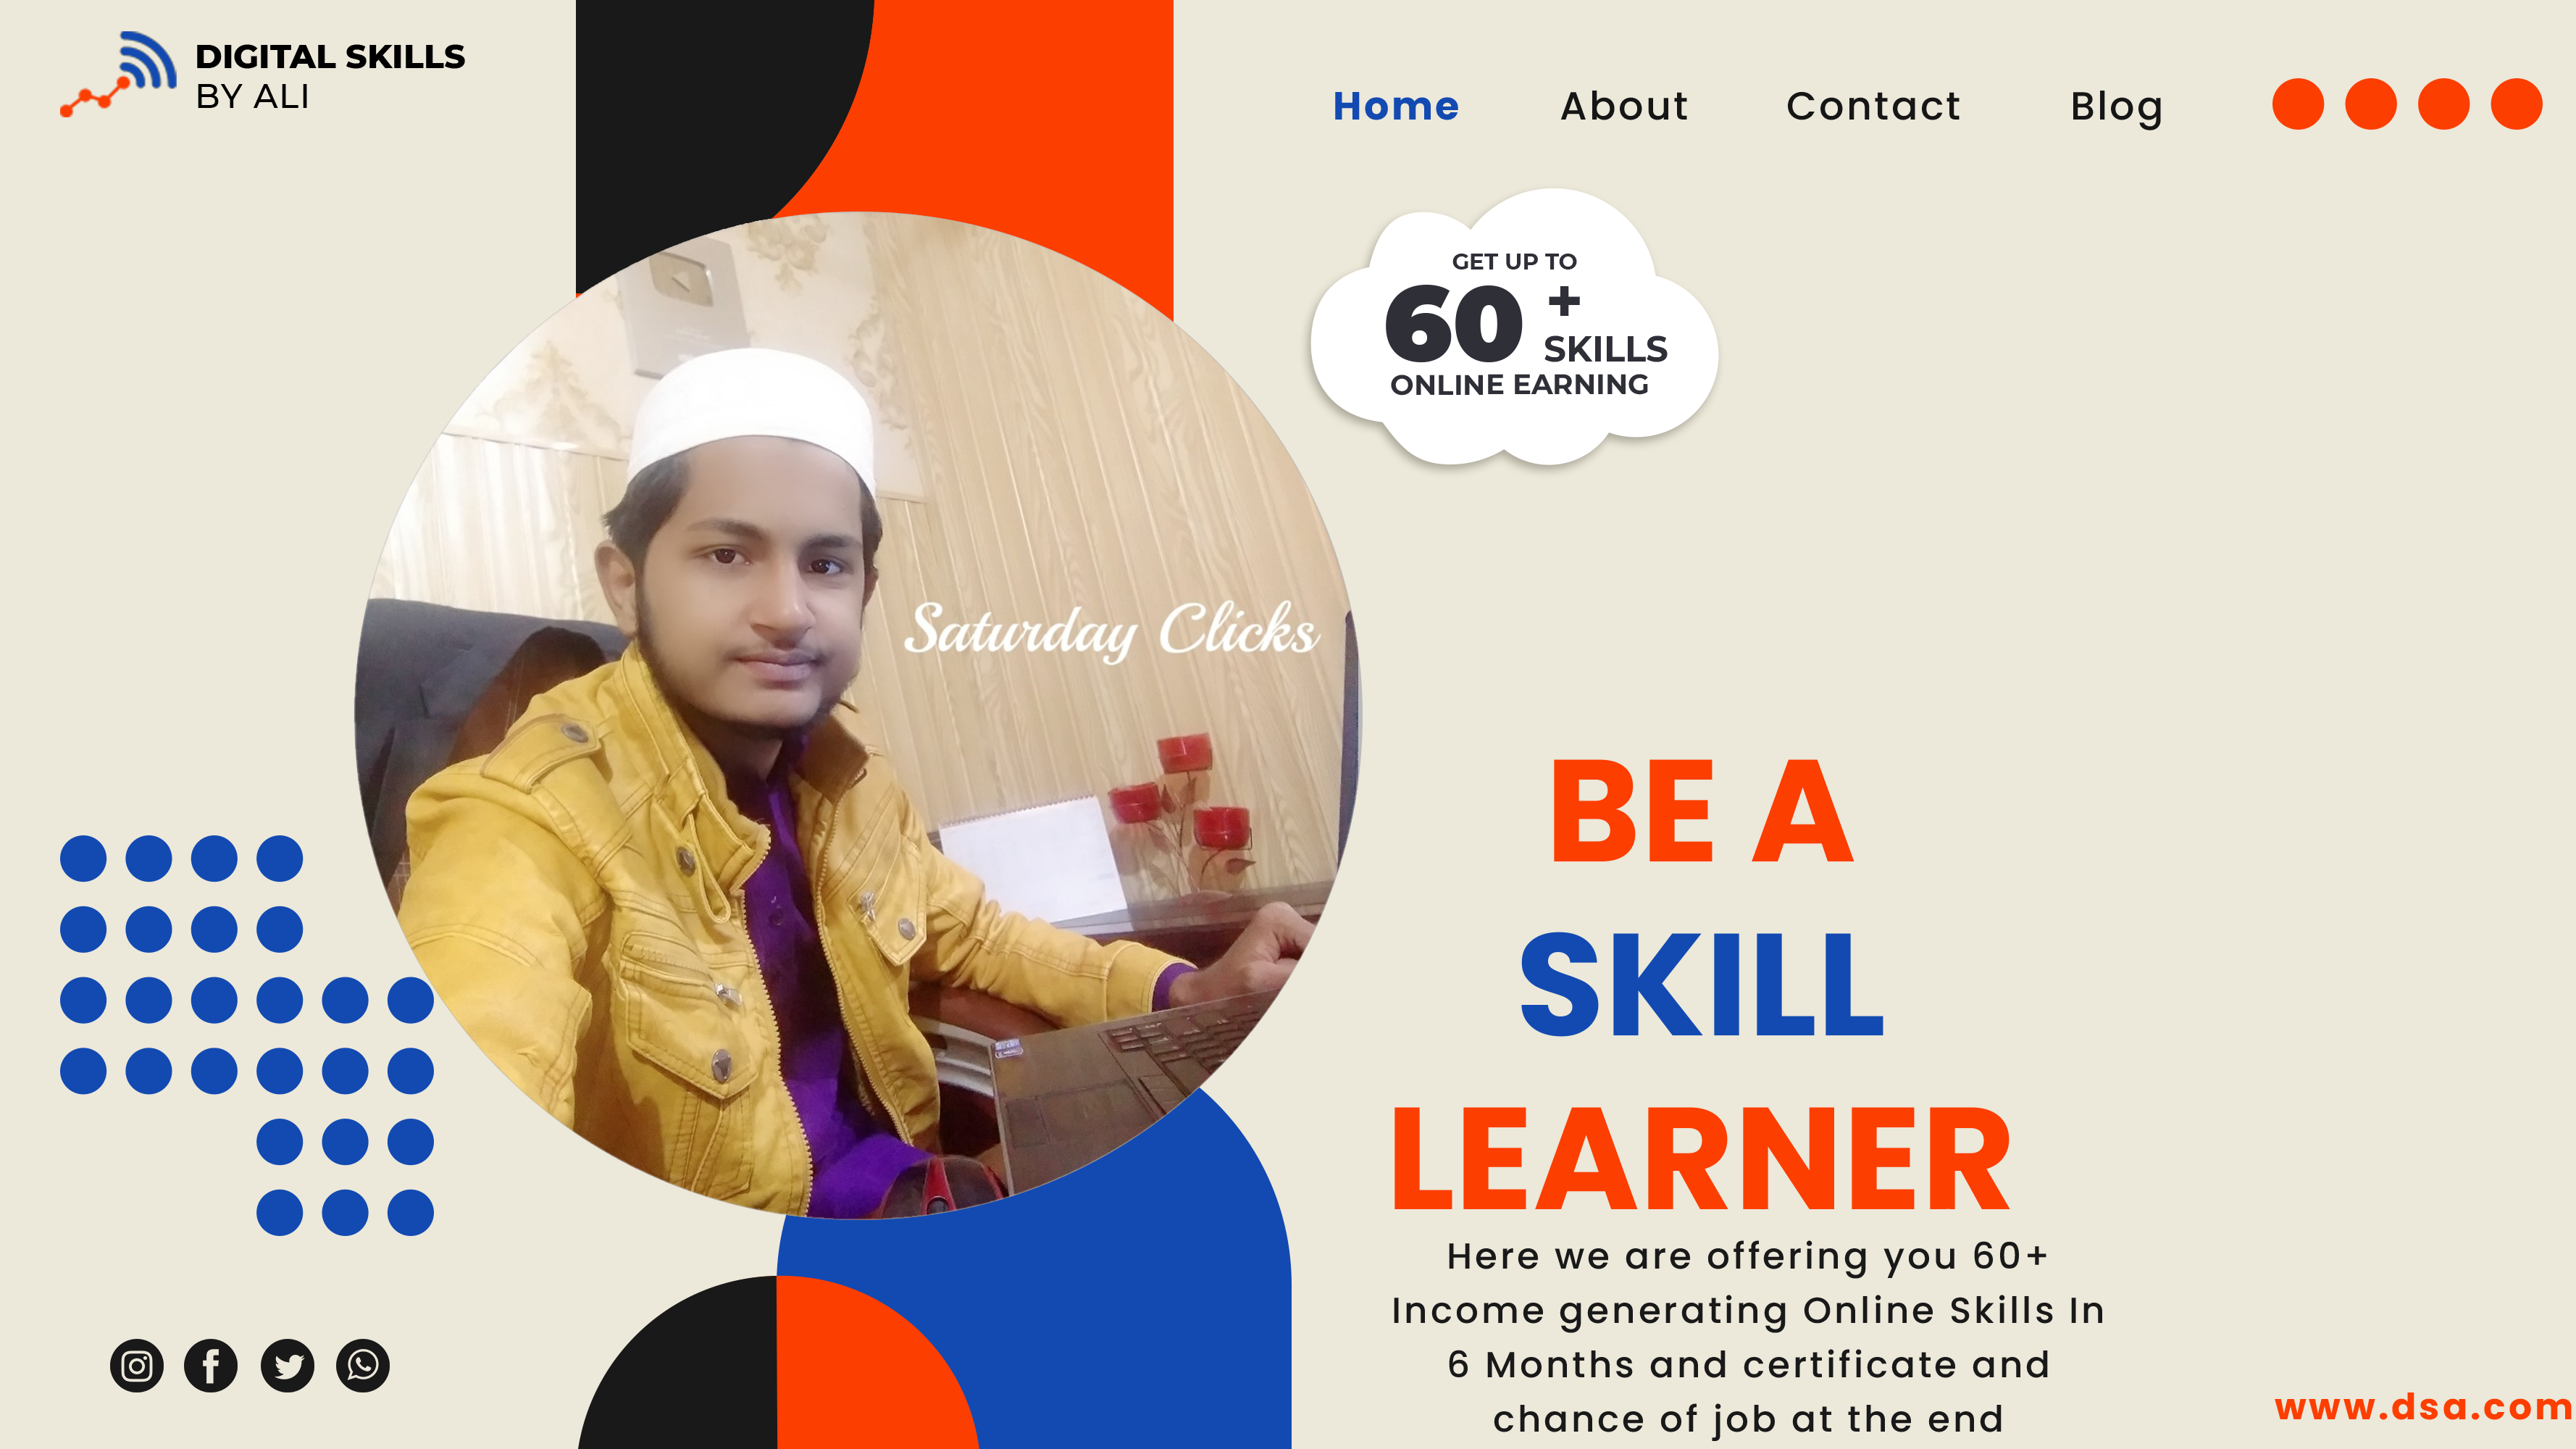 DIGITAL SKILLS
BY ALI
Home About Contact Blog
GET UP TO
60 +
SKILLS
ONLINE EARNING
Saturday Clicks
BE A
SKILL
LEARNER
Here we are offering you 60+
Income generating Online Skills In
6 Months and certificate and
chance of job at the end
www.dsa.com